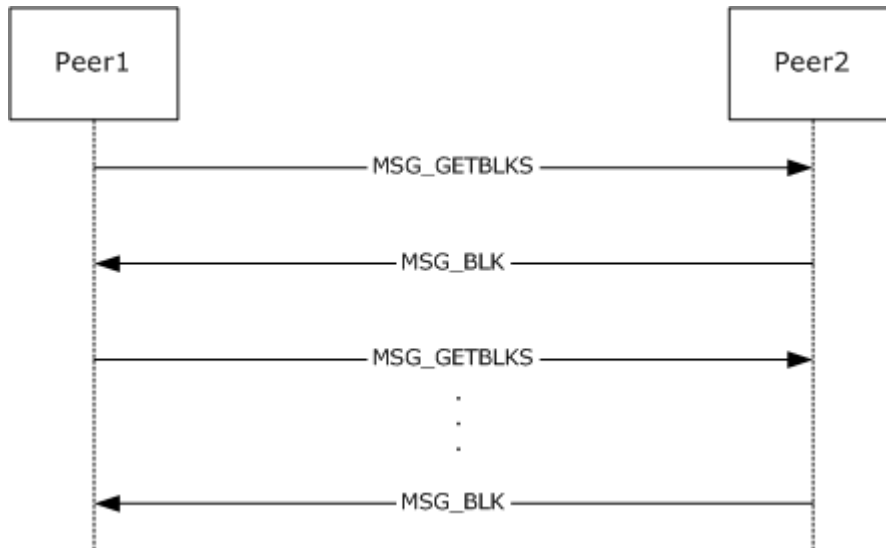 Peer1
Peer2
MSG_GETBLKS
MSG_BLK
MSG_GETBLKS
.
.
.
MSG_BLK